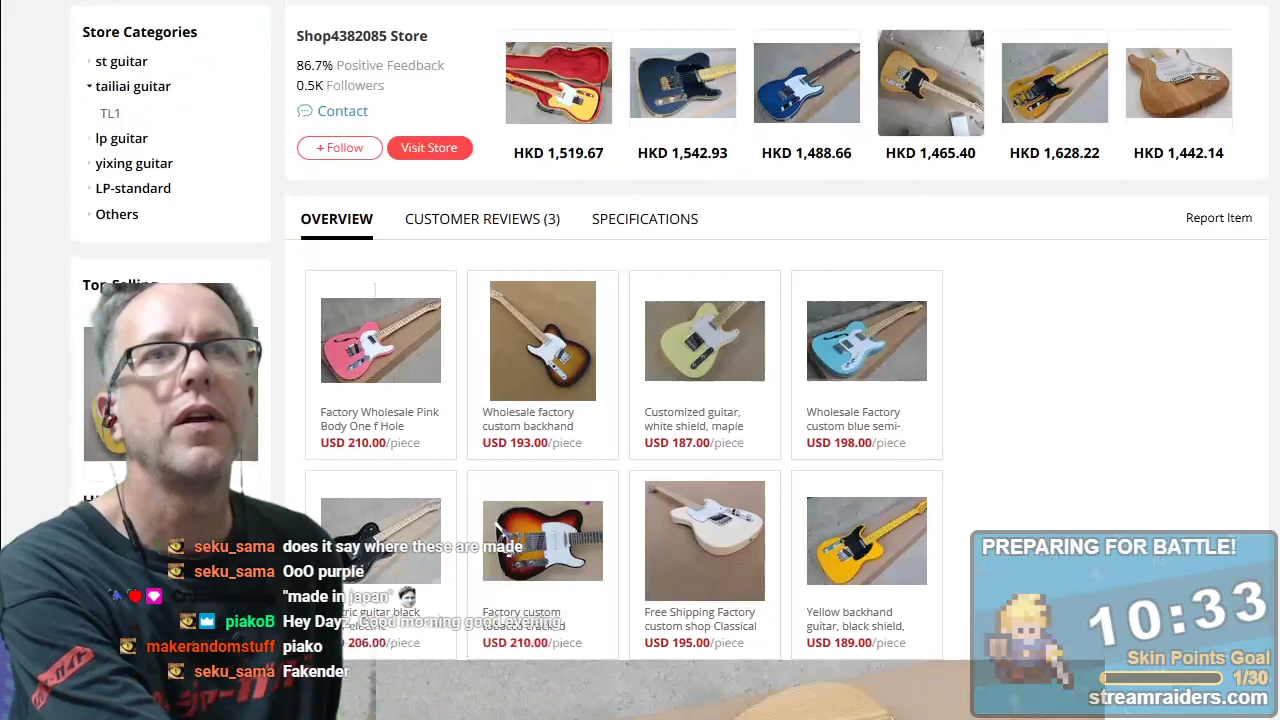 Store Categories
st guitar
tailiai guitar
TL1
lp guitar
yixing guitar
LP-standard
Others
Shop4382085 Store
86.7% Positive Feedback
0.5K Followers
Contact
+ Follow
Visit Store
HKD 1,519.67
HKD 1,542.93
HKD 1,488.66
HKD 1,465.40
HKD 1,628.22
HKD 1,442.14
OVERVIEW
CUSTOMER REVIEWS (3)
SPECIFICATIONS
Report Item
Top Selling
Factory Wholesale Pink
Body One f Hole
USD 210.00/piece
Wholesale factory
custom backhand
USD 193.00/piece
Customized guitar,
white shield, maple
USD 187.00/piece
Wholesale Factory
custom blue semi-
USD 198.00/piece
guitar black
206.00/piece
Factory custom
USD 210.00/piece
Free Shipping Factory
custom shop Classical
USD 195.00/piece
Yellow backhand
guitar, black shield,
USD 189.00/piece
seku_sama does it say where these are made
seku_sama OoO purple
"made in japan"
piakoB Hey Dayz. Good morning good evening
makerandomstuff piako
seku_sama Fakender
PREPARING FOR BATTLE!
10:33
Skin Points Goal
1/30
streamraiders.com